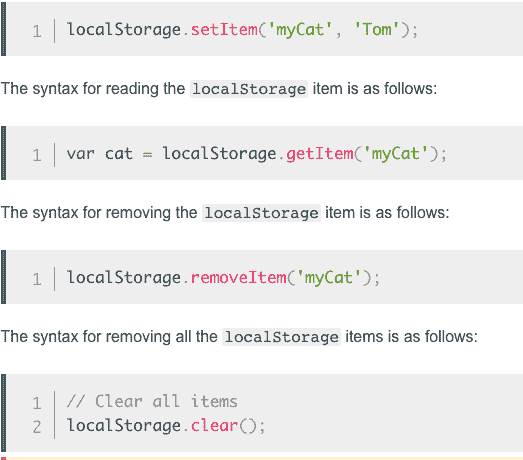 1 localStorage.setItem('myCat', 'Tom');
The syntax for reading the localStorage item is as follows:
1 var cat = localStorage.getItem('myCat');
The syntax for removing the localStorage item is as follows:
1 localStorage.removeItem('myCat');
The syntax for removing all the localStorage items is as follows:
1 // Clear all items
2 localStorage.clear();